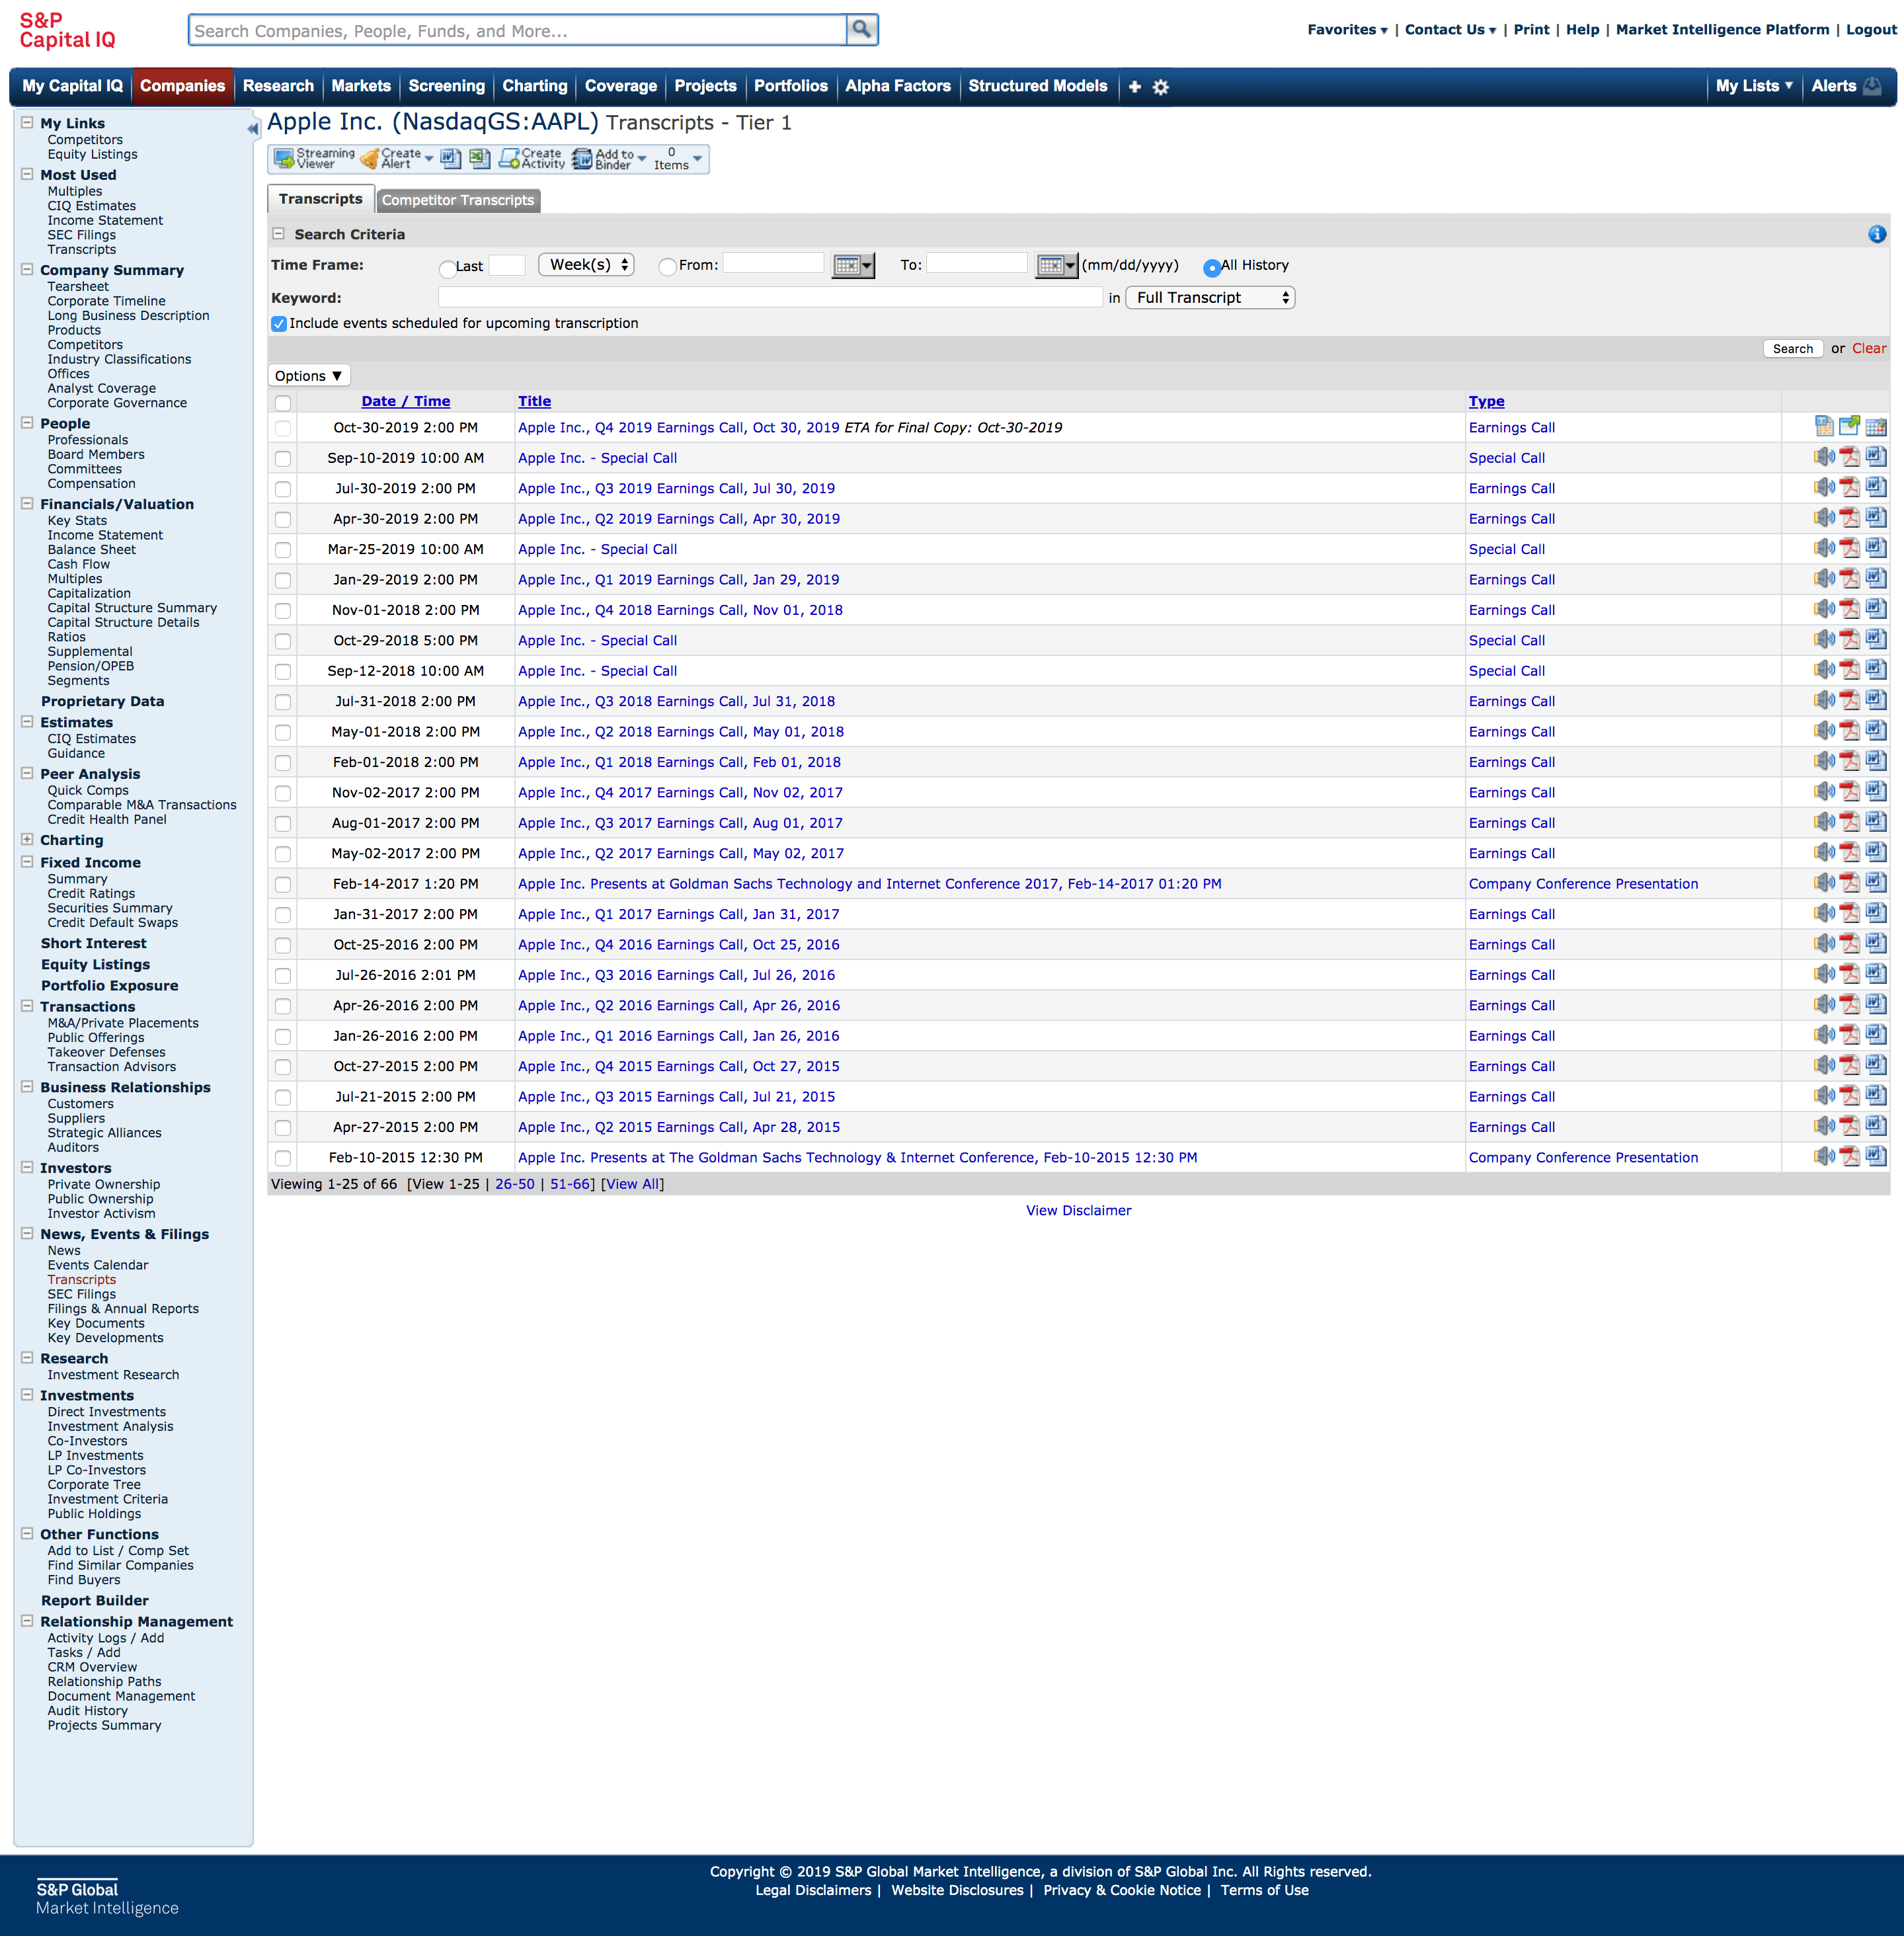 S&P
Capital IQ
Search Companies, People, Funds, and More...
Favorites ▾ | Contact Us ▾ | Print | Help | Market Intelligence Platform | Logout
My Capital IQ Companies Research Markets Screening Charting Coverage Projects Portfolios Alpha Factors Structured Models My Lists ▾ Alerts
My Links
Competitors
Equity Listings
Most Used
Multiples
CIQ Estimates
Income Statement
SEC Filings
Transcripts
Company Summary
Tearsheet
Corporate Timeline
Long Business Description
Products
Competitors
Industry Classifications
Offices
Analyst Coverage
Corporate Governance
People
Professionals
Board Members
Committees
Compensation
Financials/Valuation
Key Stats
Income Statement
Balance Sheet
Cash Flow
Multiples
Capitalization
Capital Structure Summary
Capital Structure Details
Ratios
Supplemental
Pension/OPEB
Segments
Proprietary Data
Estimates
CIQ Estimates
Guidance
Peer Analysis
Quick Comps
Comparable M&A Transactions
Credit Health Panel
Charting
Fixed Income
Summary
Credit Ratings
Securities Summary
Credit Default Swaps
Short Interest
Equity Listings
Portfolio Exposure
Transactions
M&A/Private Placements
Public Offerings
Takeover Defenses
Transaction Advisors
Business Relationships
Customers
Suppliers
Strategic Alliances
Auditors
Investors
Private Ownership
Public Ownership
Investor Activism
News, Events & Filings
News
Events Calendar
Transcripts
SEC Filings
Filings & Annual Reports
Key Documents
Key Developments
Research
Investment Research
Investments
Direct Investments
Investment Analysis
Co-Investors
LP Investments
LP Co-Investors
Corporate Tree
Investment Criteria
Public Holdings
Other Functions
Add to List / Comp Set
Find Similar Companies
Find Buyers
Report Builder
Relationship Management
Activity Logs / Add
Tasks / Add
CRM Overview
Relationship Paths
Document Management
Audit History
Projects Summary
Apple Inc. (NasdaqGS:AAPL) Transcripts - Tier 1
Streaming Viewer Create Alert Create Activity Add to Binder 0 Items
Transcripts Competitor Transcripts
Search Criteria
Time Frame: Last Week(s) From: To: (mm/dd/yyyy) All History
Keyword: in Full Transcript
Include events scheduled for upcoming transcription
Search or Clear
Options ▼
Date / Time Title Type
Oct-30-2019 2:00 PM Apple Inc., Q4 2019 Earnings Call, Oct 30, 2019 ETA for Final Copy: Oct-30-2019 Earnings Call
Sep-10-2019 10:00 AM Apple Inc. - Special Call Special Call
Jul-30-2019 2:00 PM Apple Inc., Q3 2019 Earnings Call, Jul 30, 2019 Earnings Call
Apr-30-2019 2:00 PM Apple Inc., Q2 2019 Earnings Call, Apr 30, 2019 Earnings Call
Mar-25-2019 10:00 AM Apple Inc. - Special Call Special Call
Jan-29-2019 2:00 PM Apple Inc., Q1 2019 Earnings Call, Jan 29, 2019 Earnings Call
Nov-01-2018 2:00 PM Apple Inc., Q4 2018 Earnings Call, Nov 01, 2018 Earnings Call
Oct-29-2018 5:00 PM Apple Inc. - Special Call Special Call
Sep-12-2018 10:00 AM Apple Inc. - Special Call Special Call
Jul-31-2018 2:00 PM Apple Inc., Q3 2018 Earnings Call, Jul 31, 2018 Earnings Call
May-01-2018 2:00 PM Apple Inc., Q2 2018 Earnings Call, May 01, 2018 Earnings Call
Feb-01-2018 2:00 PM Apple Inc., Q1 2018 Earnings Call, Feb 01, 2018 Earnings Call
Nov-02-2017 2:00 PM Apple Inc., Q4 2017 Earnings Call, Nov 02, 2017 Earnings Call
Aug-01-2017 2:00 PM Apple Inc., Q3 2017 Earnings Call, Aug 01, 2017 Earnings Call
May-02-2017 2:00 PM Apple Inc., Q2 2017 Earnings Call, May 02, 2017 Earnings Call
Feb-14-2017 1:20 PM Apple Inc. Presents at Goldman Sachs Technology and Internet Conference 2017, Feb-14-2017 01:20 PM Company Conference Presentation
Jan-31-2017 2:00 PM Apple Inc., Q1 2017 Earnings Call, Jan 31, 2017 Earnings Call
Oct-25-2016 2:00 PM Apple Inc., Q4 2016 Earnings Call, Oct 25, 2016 Earnings Call
Jul-26-2016 2:01 PM Apple Inc., Q3 2016 Earnings Call, Jul 26, 2016 Earnings Call
Apr-26-2016 2:00 PM Apple Inc., Q2 2016 Earnings Call, Apr 26, 2016 Earnings Call
Jan-26-2016 2:00 PM Apple Inc., Q1 2016 Earnings Call, Jan 26, 2016 Earnings Call
Oct-27-2015 2:00 PM Apple Inc., Q4 2015 Earnings Call, Oct 27, 2015 Earnings Call
Jul-21-2015 2:00 PM Apple Inc., Q3 2015 Earnings Call, Jul 21, 2015 Earnings Call
Apr-27-2015 2:00 PM Apple Inc., Q2 2015 Earnings Call, Apr 28, 2015 Earnings Call
Feb-10-2015 12:30 PM Apple Inc. Presents at The Goldman Sachs Technology & Internet Conference, Feb-10-2015 12:30 PM Company Conference Presentation
Viewing 1-25 of 66 [View 1-25 | 26-50 | 51-66] [View All]
View Disclaimer
S&P Global
Market Intelligence
Copyright © 2019 S&P Global Market Intelligence, a division of S&P Global Inc. All Rights reserved.
Legal Disclaimers | Website Disclosures | Privacy & Cookie Notice | Terms of Use